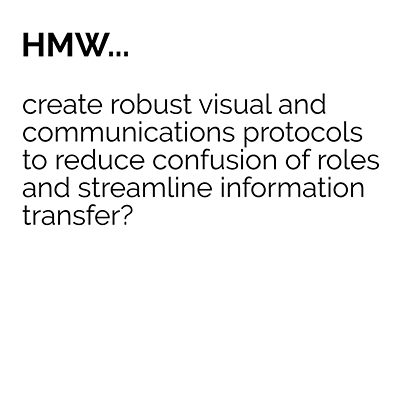 HMW...
create robust visual and
communications protocols
to reduce confusion of roles
and streamline information
transfer?